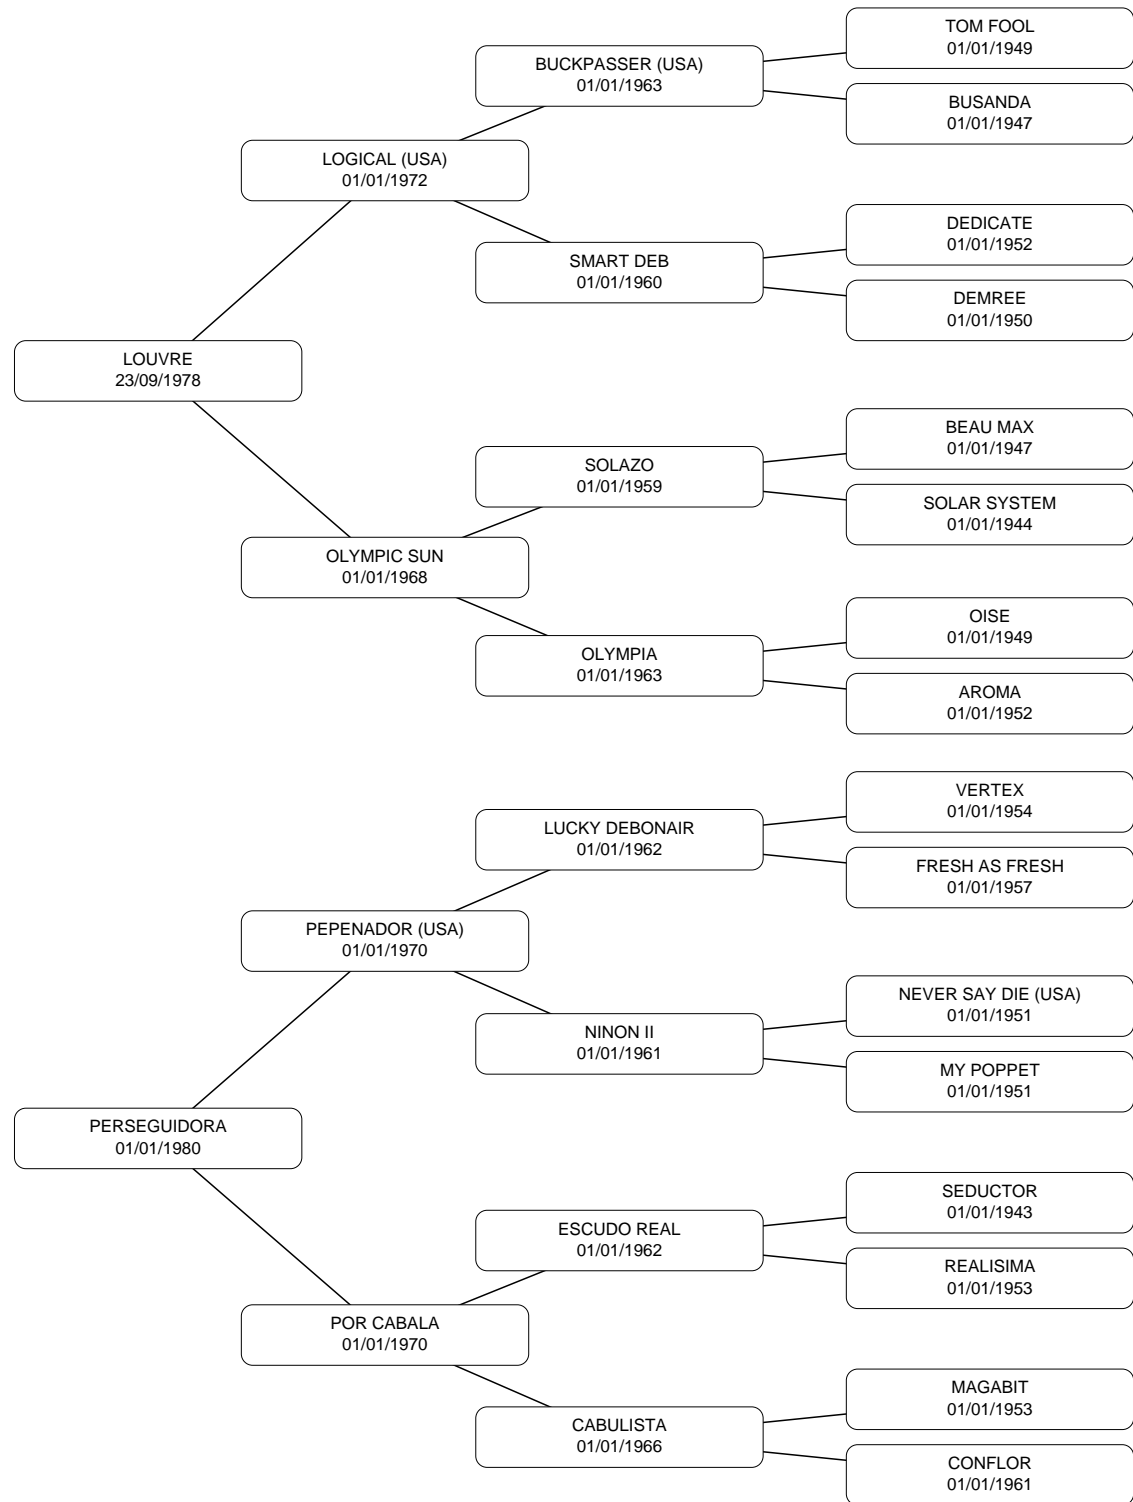 TOM FOOL
01/01/1949
BUCKPASSER (USA)
01/01/1963
BUSANDA
01/01/1947
LOGICAL (USA)
01/01/1972
DEDICATE
01/01/1952
SMART DEB
01/01/1960
DEMREE
01/01/1950
LOUVRE
23/09/1978
BEAU MAX
01/01/1947
SOLAZO
01/01/1959
SOLAR SYSTEM
01/01/1944
OLYMPIC SUN
01/01/1968
OISE
01/01/1949
OLYMPIA
01/01/1963
AROMA
01/01/1952
VERTEX
01/01/1954
LUCKY DEBONAIR
01/01/1962
FRESH AS FRESH
01/01/1957
PEPENADOR (USA)
01/01/1970
NEVER SAY DIE (USA)
01/01/1951
NINON II
01/01/1961
MY POPPET
01/01/1951
PERSEGUIDORA
01/01/1980
SEDUCTOR
01/01/1943
ESCUDO REAL
01/01/1962
REALISIMA
01/01/1953
POR CABALA
01/01/1970
MAGABIT
01/01/1953
CABULISTA
01/01/1966
CONFLOR
01/01/1961